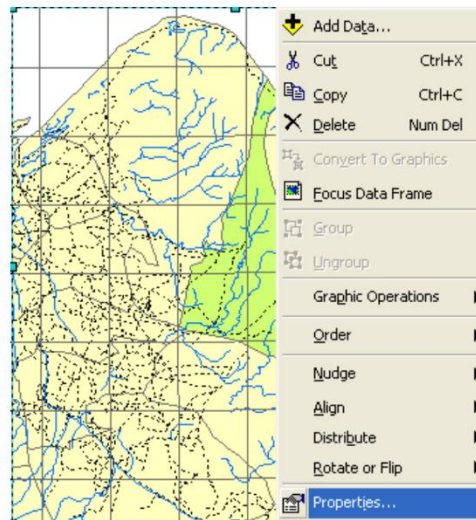 Add Data...
Cut Ctrl+X
Copy Ctrl+C
Delete Num Del
Convert To Graphics
Focus Data Frame
Group
Ungroup
Graphic Operations
Order
Nudge
Align
Distribute
Rotate or Flip
Properties...